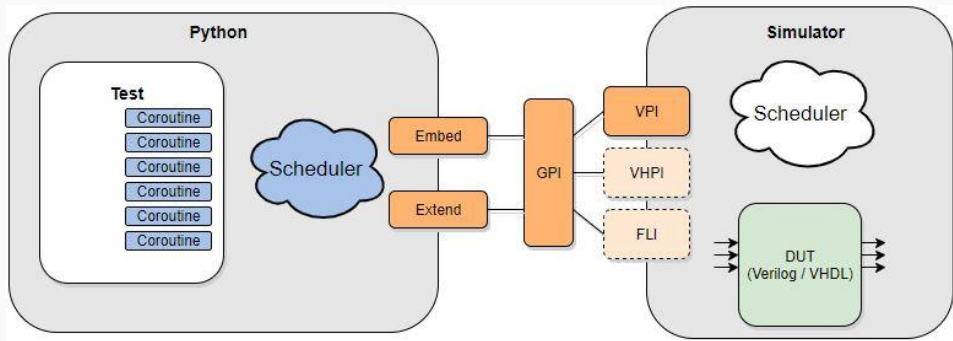 Python
Test
Coroutine
Coroutine
Coroutine
Coroutine
Coroutine
Coroutine
Scheduler
Embed
Extend
GPI
VPI
VHPI
FLI
Simulator
Scheduler
DUT
(Verilog / VHDL)